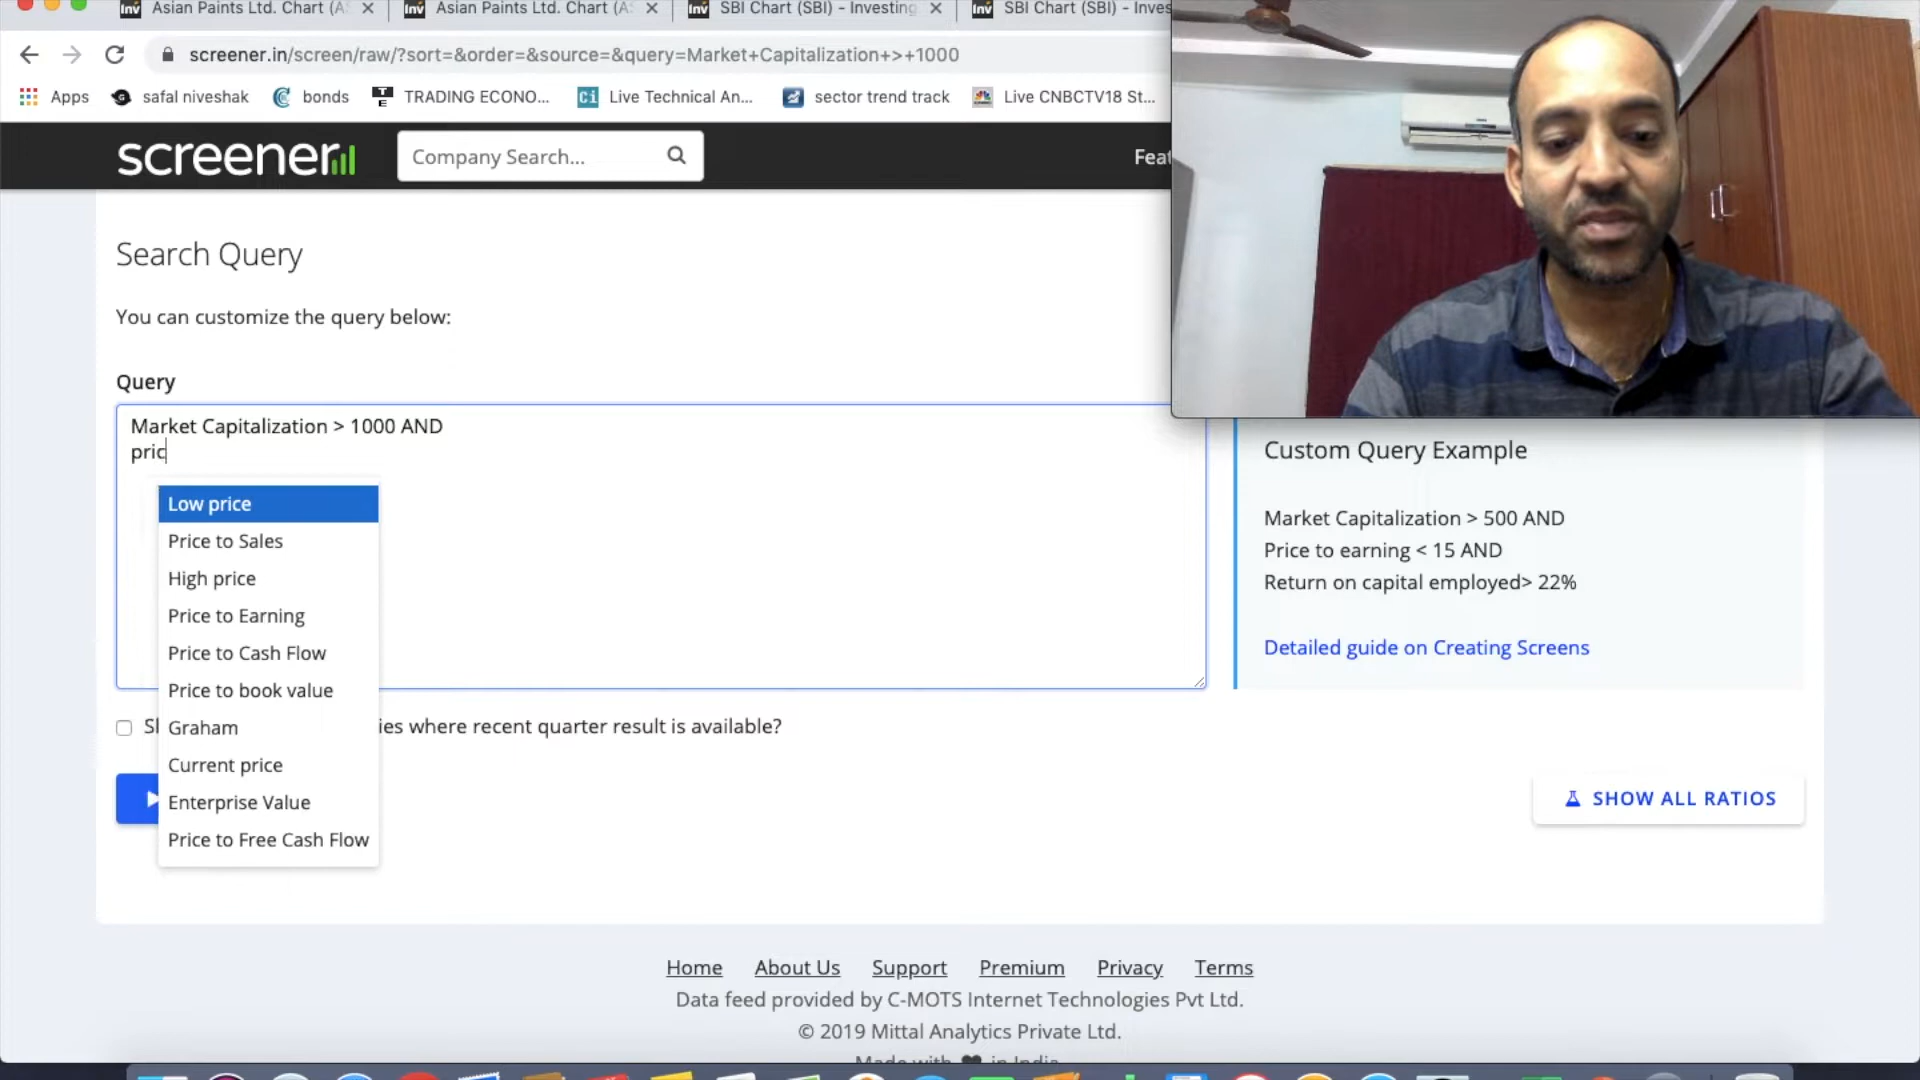 Asian Paints Ltd. Chart (A
Asian Paints Ltd. Chart (A
SBI Chart (SBI) - Investing
SBI Chart (SBI) - Inves
screener.in/screen/raw/?sort=&order=&source=&query=Market+Capitalization+>+1000
Apps
safal niveshak
bonds
TRADING ECONO...
Live Technical An...
sector trend track
Live CNBCTV18 St...
screener
Company Search...
Feat
Search Query
You can customize the query below:
Query
Market Capitalization > 1000 AND
pric
Low price
Price to Sales
High price
Price to Earning
Price to Cash Flow
Price to book value
Graham
Current price
Enterprise Value
Price to Free Cash Flow
ies where recent quarter result is available?
Custom Query Example
Market Capitalization > 500 AND
Price to earning < 15 AND
Return on capital employed> 22%
Detailed guide on Creating Screens
SHOW ALL RATIOS
Home About Us Support Premium Privacy Terms
Data feed provided by C-MOTS Internet Technologies Pvt Ltd.
© 2019 Mittal Analytics Private Ltd.
Made with ❤ in India